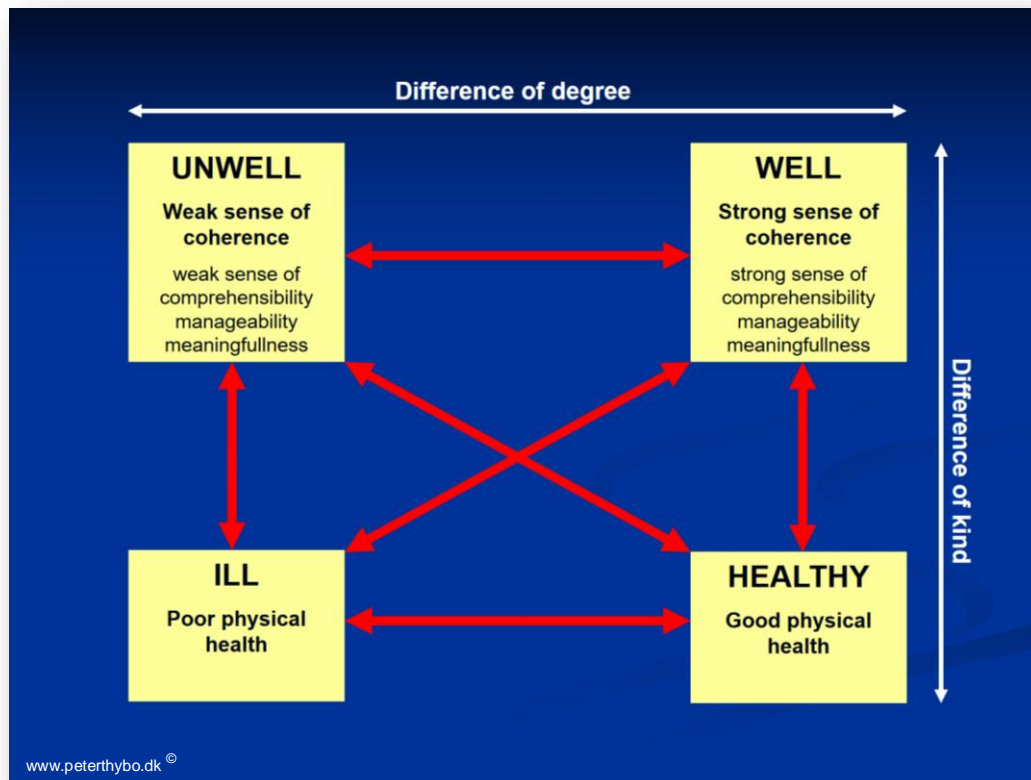 Difference of degree
UNWELL
Weak sense of
coherence
weak sense of
comprehensibility
manageability
meaningfullness
WELL
Strong sense of
coherence
strong sense of
comprehensibility
manageability
meaningfullness
Difference of kind
ILL
Poor physical
health
HEALTHY
Good physical
health
www.peterthybo.dk ©